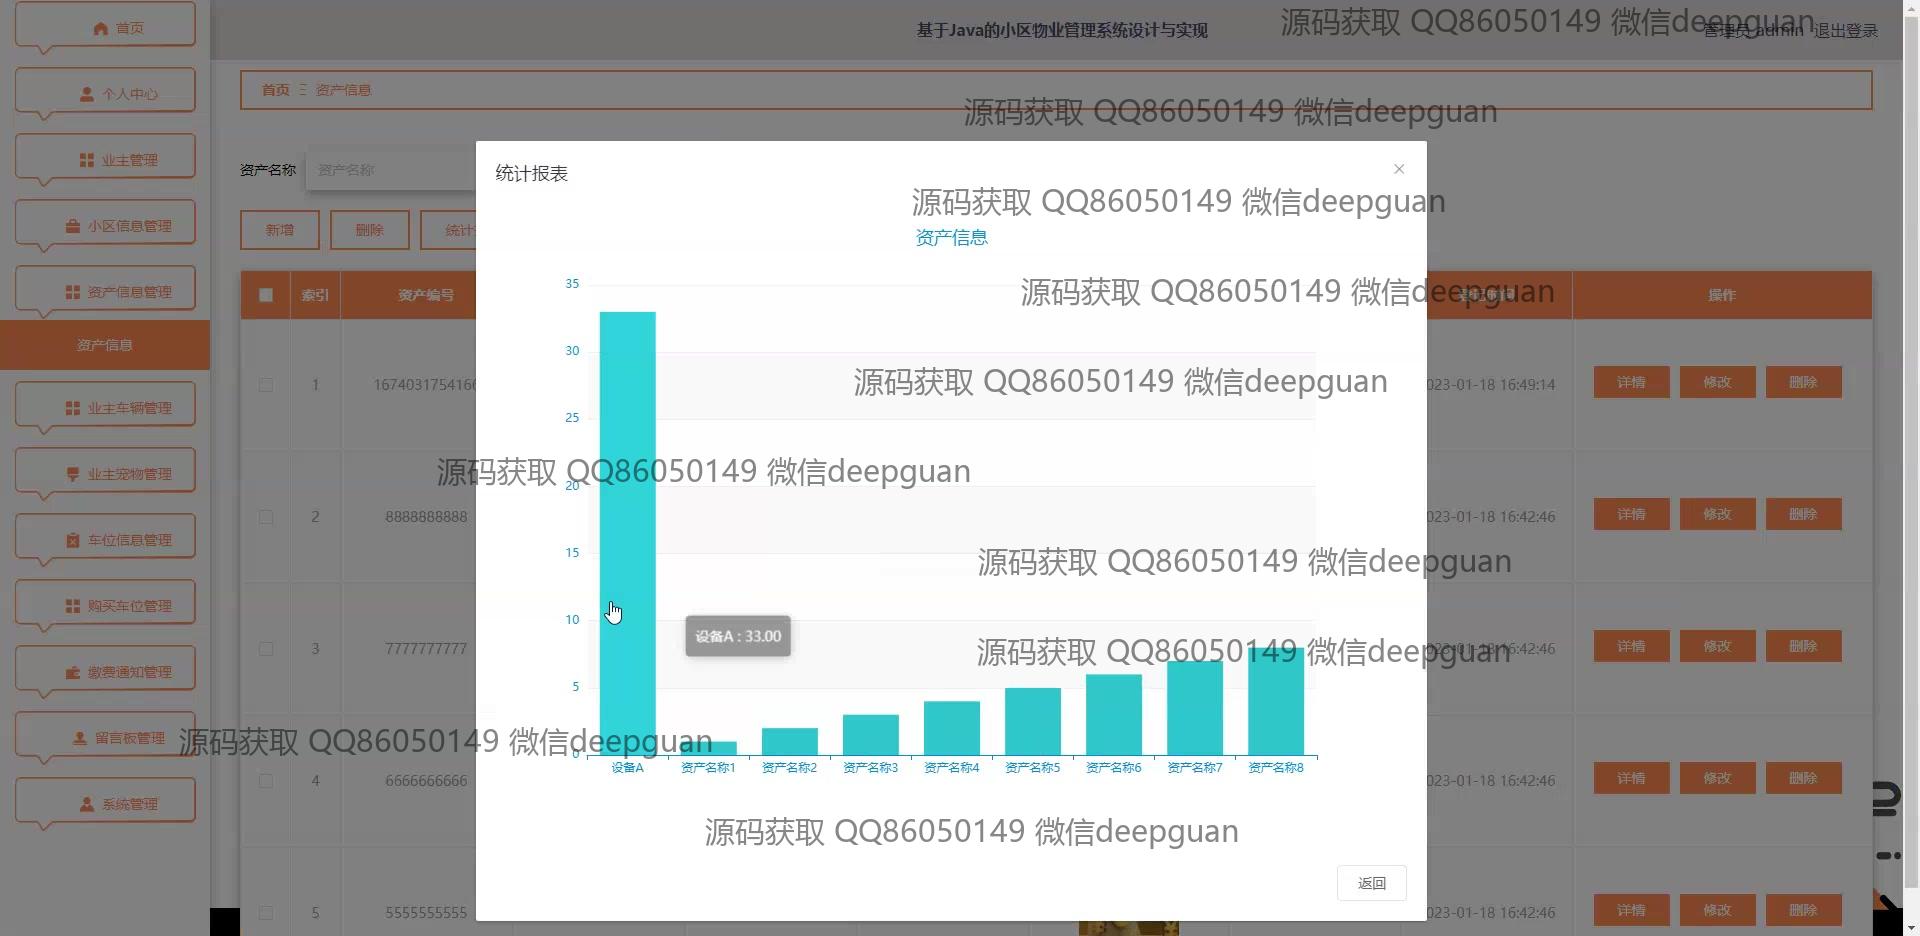 首页
个人中心
业主管理
小区信息管理
资产信息管理
资产信息
业主车辆管理
业主宠物管理
车位信息管理
购买车位管理
缴费通知管理
留言板管理
系统管理
基于Java的小区物业管理系统设计与实现
源码获取 QQ86050149 微信deepguan
管理员 admin 退出登录
首页 资产信息
源码获取 QQ86050149 微信deepguan
资产名称 资产名称
新增 删除 统计
统计报表
源码获取 QQ86050149 微信deepguan
资产信息
源码获取 QQ86050149 微信deepguan
35
30
25
20
15
10
5
0
源码获取 QQ86050149 微信deepguan
源码获取 QQ86050149 微信deepguan
源码获取 QQ86050149 微信deepguan
设备A : 33.00
源码获取 QQ86050149 微信deepguan
源码获取 QQ86050149 微信deepguan
设备A 资产名称1 资产名称2 资产名称3 资产名称4 资产名称5 资产名称6 资产名称7 资产名称8
源码获取 QQ86050149 微信deepguan
返回
索引 资产编号 操作
1 1674031754166 023-01-18 16:49:14 详情 修改 删除
2 8888888888 023-01-18 16:42:46 详情 修改 删除
3 7777777777 023-01-18 16:42:46 详情 修改 删除
4 6666666666 023-01-18 16:42:46 详情 修改 删除
5 5555555555 023-01-18 16:42:46 详情 修改 删除